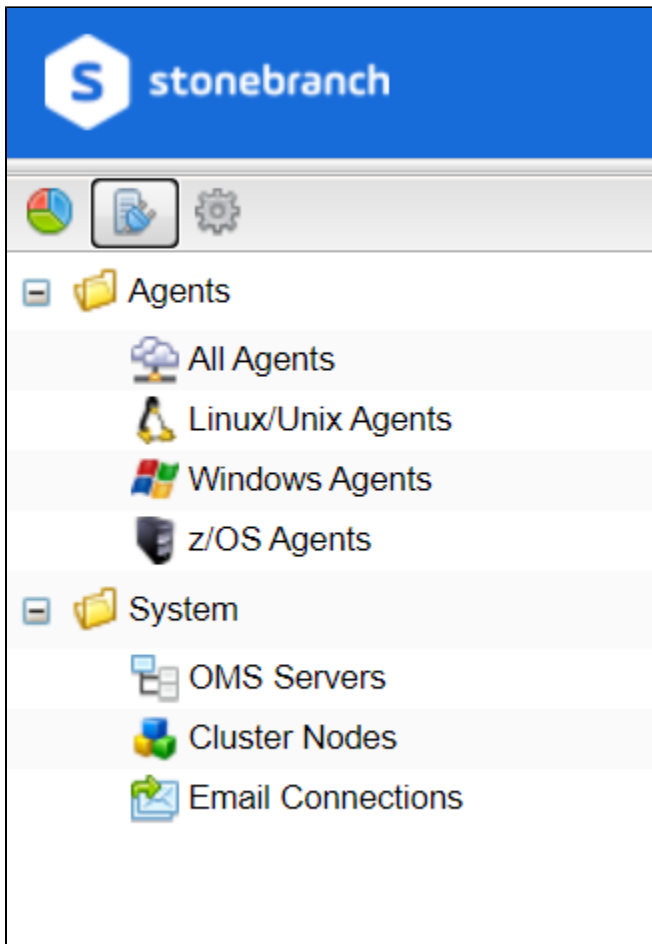 S stonebranch
Agents
All Agents
Linux/Unix Agents
Windows Agents
z/OS Agents
System
OMS Servers
Cluster Nodes
Email Connections